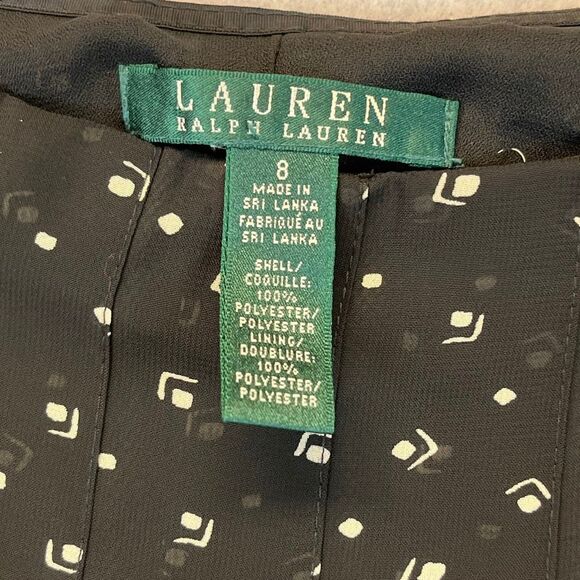 LAUREN
RALPH LAUREN
8
MADE IN
SRI LANKA
FABRIQUÉ AU
SRI LANKA
SHELL/
COQUILLE:
100%
POLYESTER/
POLYESTER
LINING/
DOUBLURE:
100%
POLYESTER/
POLYESTER